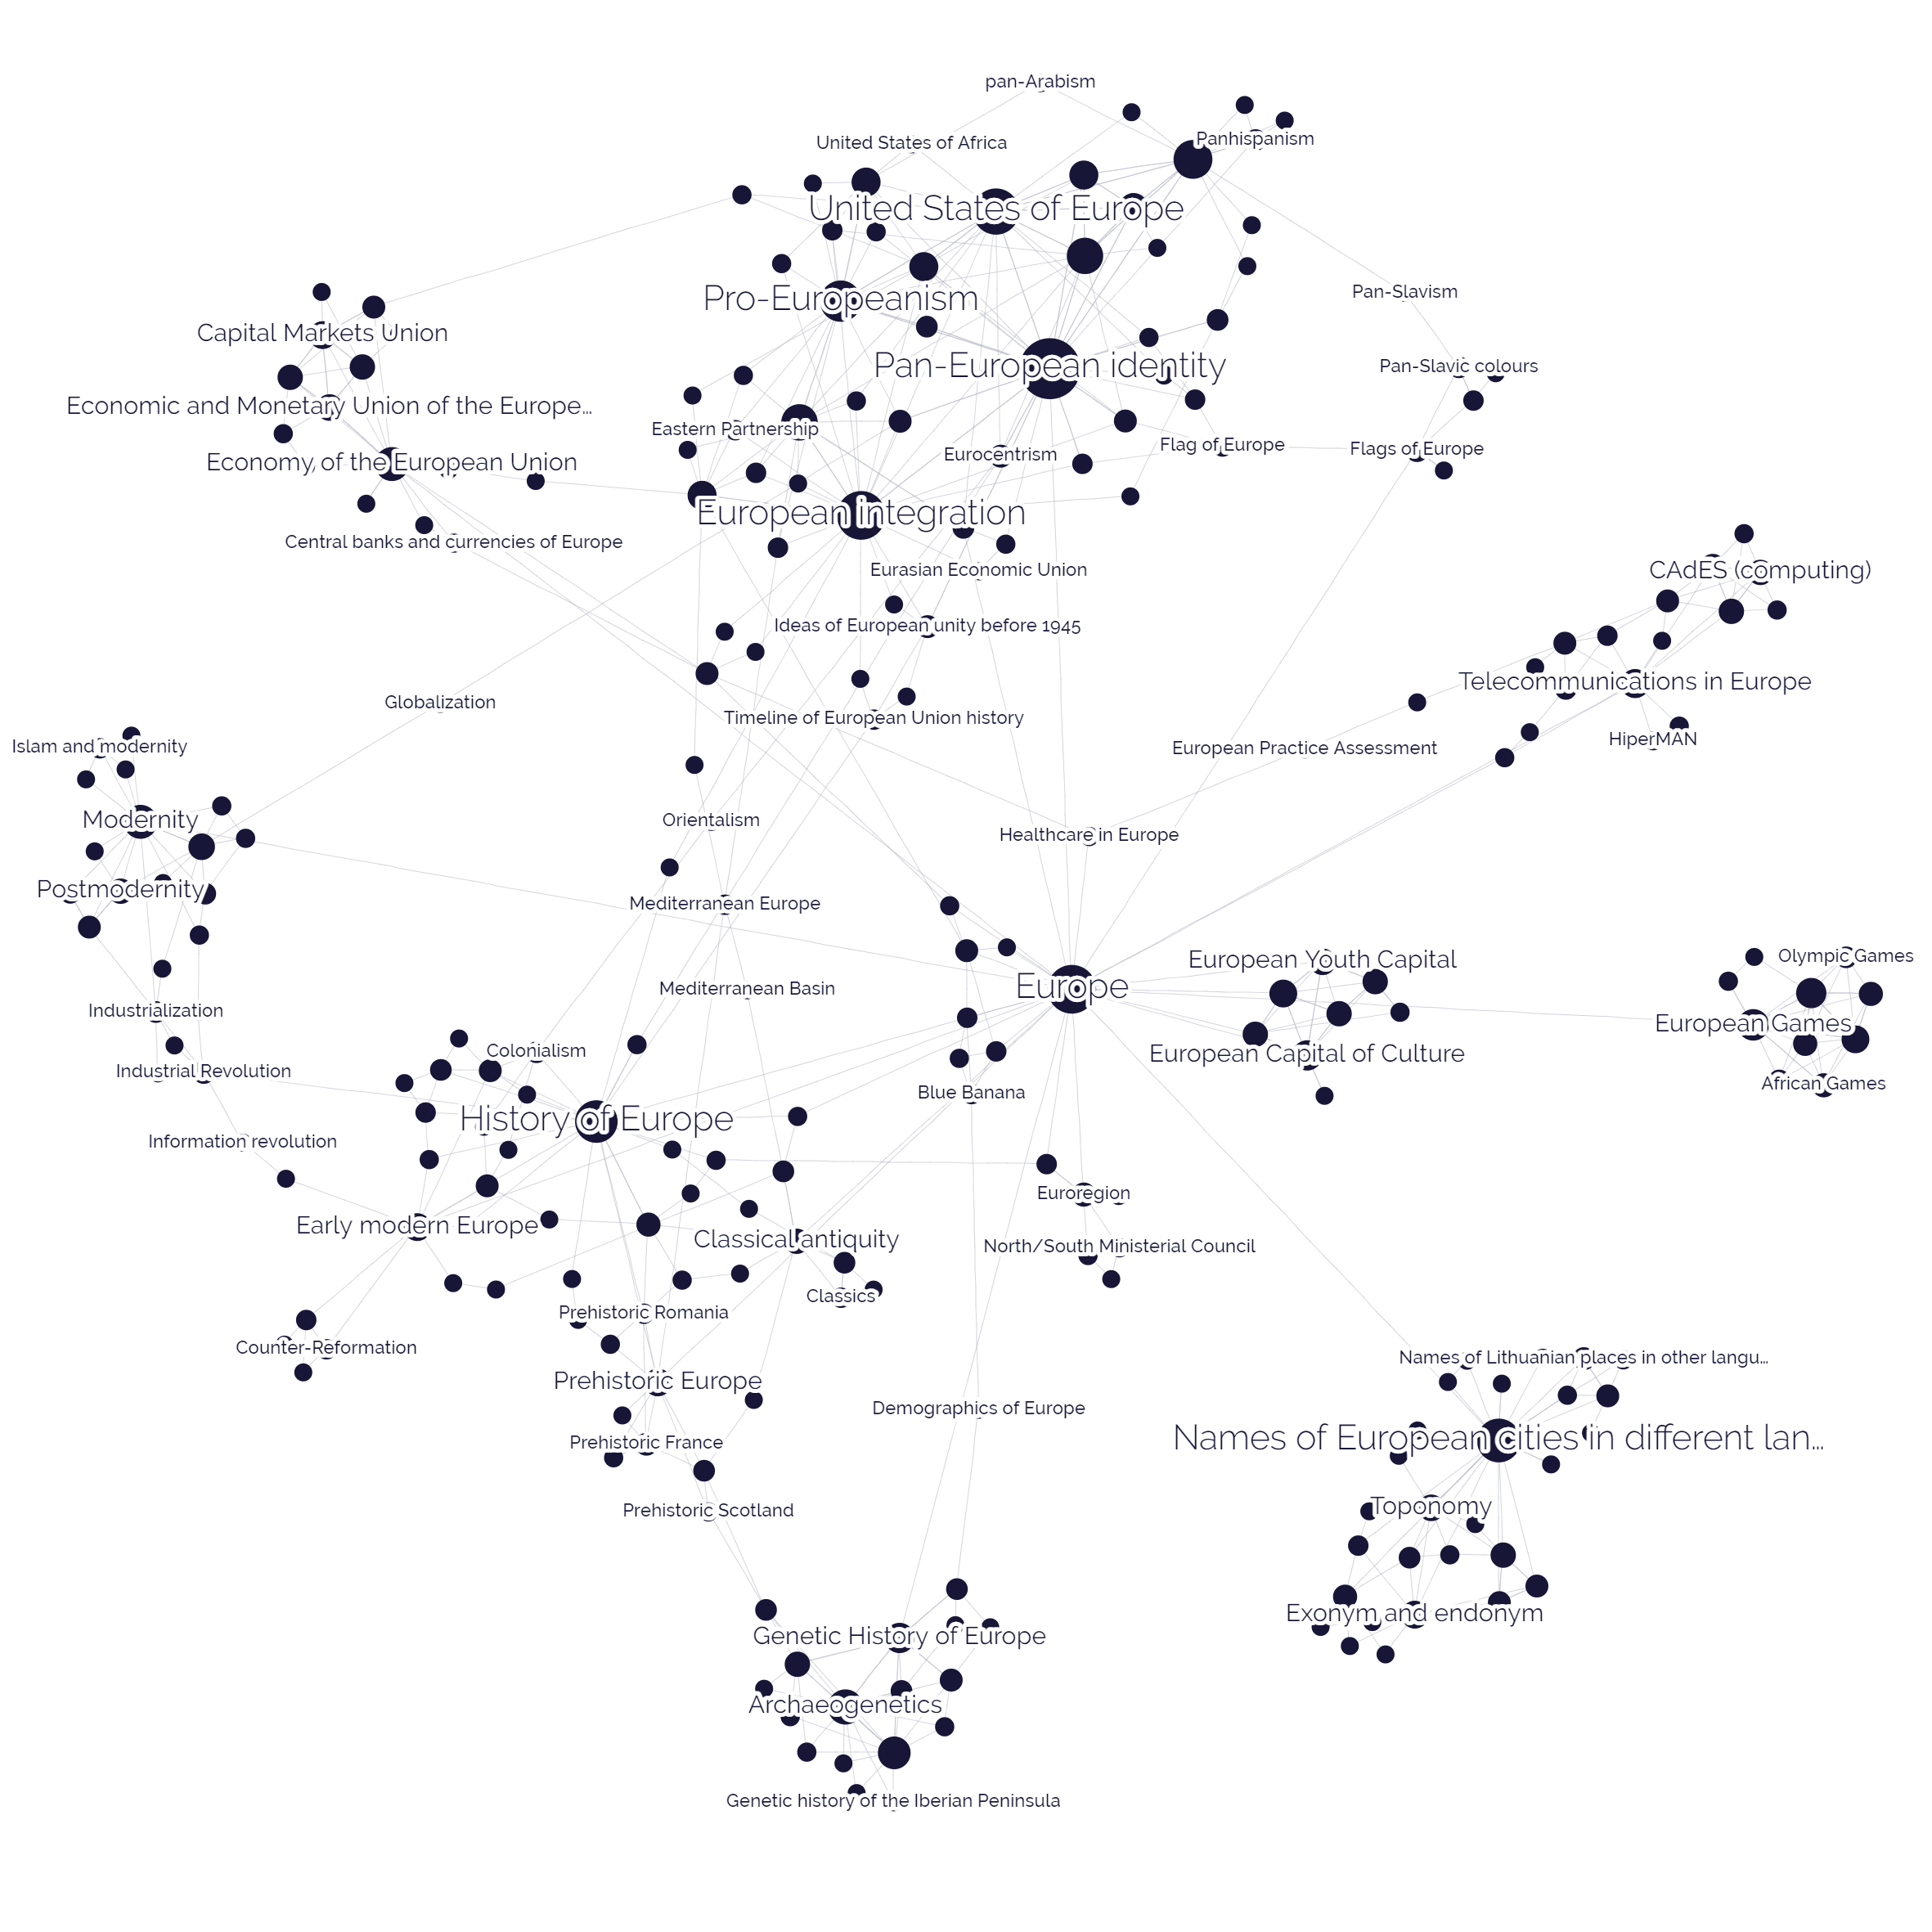 pan-Arabism
Panhispanism
United States of Africa
United States of Europe
Pan-Slavism
Pro-Europeanism
Capital Markets Union
Pan-European identity
Pan-Slavic colours
Economic and Monetary Union of the Europe...
Eastern Partnership
Flag of Europe
Flags of Europe
Eurocentrism
Economy of the European Union
European integration
Central banks and currencies of Europe
Eurasian Economic Union
CAdES (computing)
Ideas of European unity before 1945
Telecommunications in Europe
Globalization
Timeline of European Union history
HiperMAN
Islam and modernity
European Practice Assessment
Modernity
Orientalism
Healthcare in Europe
Postmodernity
Mediterranean Europe
Olympic Games
European Youth Capital
Mediterranean Basin
Europe
Industrialization
European Games
Colonialism
European Capital of Culture
Industrial Revolution
African Games
Blue Banana
History of Europe
Information revolution
Euroregion
Early modern Europe
Classical antiquity
North/South Ministerial Council
Classics
Prehistoric Romania
Counter-Reformation
Names of Lithuanian places in other langu...
Prehistoric Europe
Demographics of Europe
Names of European cities in different lan...
Prehistoric France
Toponomy
Prehistoric Scotland
Exonym and endonym
Genetic History of Europe
Archaeogenetics
Genetic history of the Iberian Peninsula